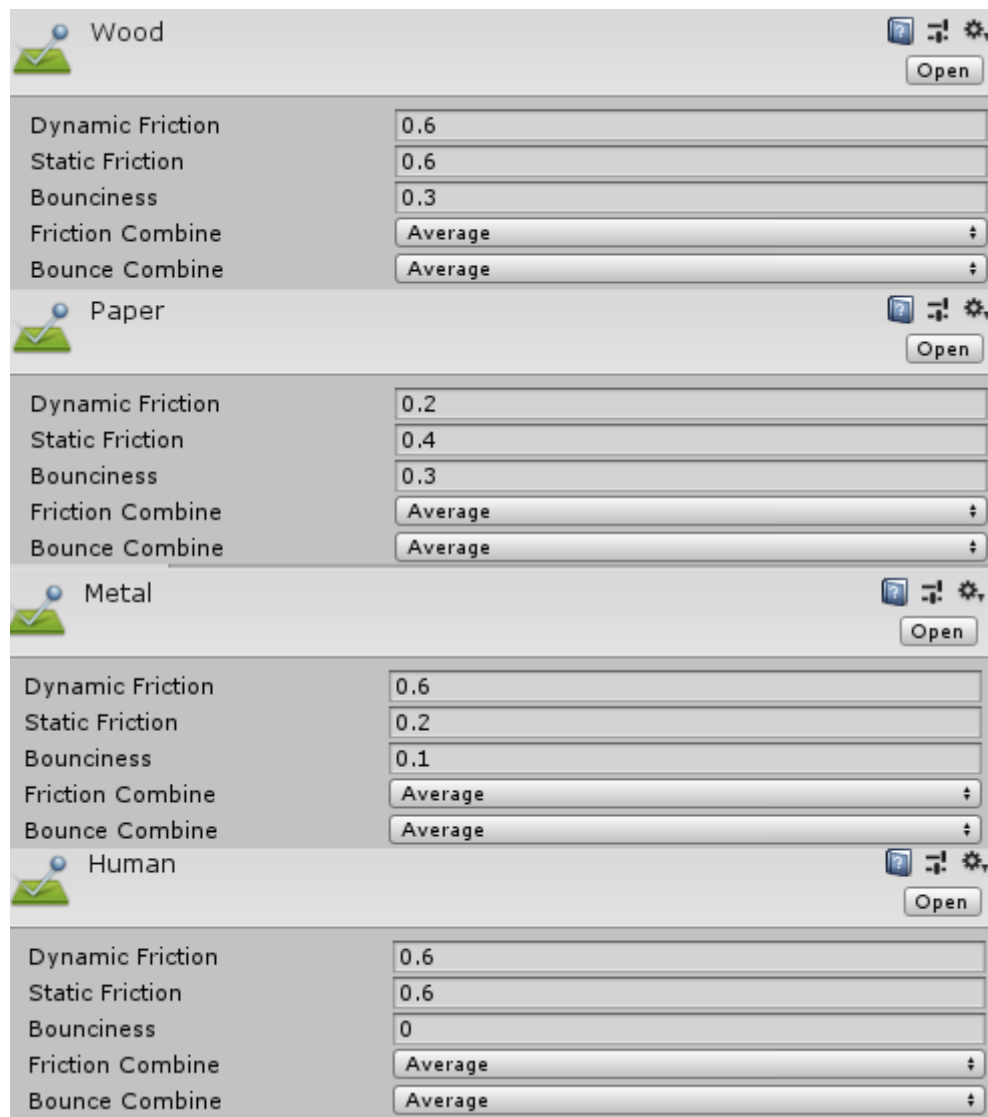 Wood
Open
Dynamic Friction 0.6
Static Friction 0.6
Bounciness 0.3
Friction Combine Average
Bounce Combine Average
Paper
Open
Dynamic Friction 0.2
Static Friction 0.4
Bounciness 0.3
Friction Combine Average
Bounce Combine Average
Metal
Open
Dynamic Friction 0.6
Static Friction 0.2
Bounciness 0.1
Friction Combine Average
Bounce Combine Average
Human
Open
Dynamic Friction 0.6
Static Friction 0.6
Bounciness 0
Friction Combine Average
Bounce Combine Average